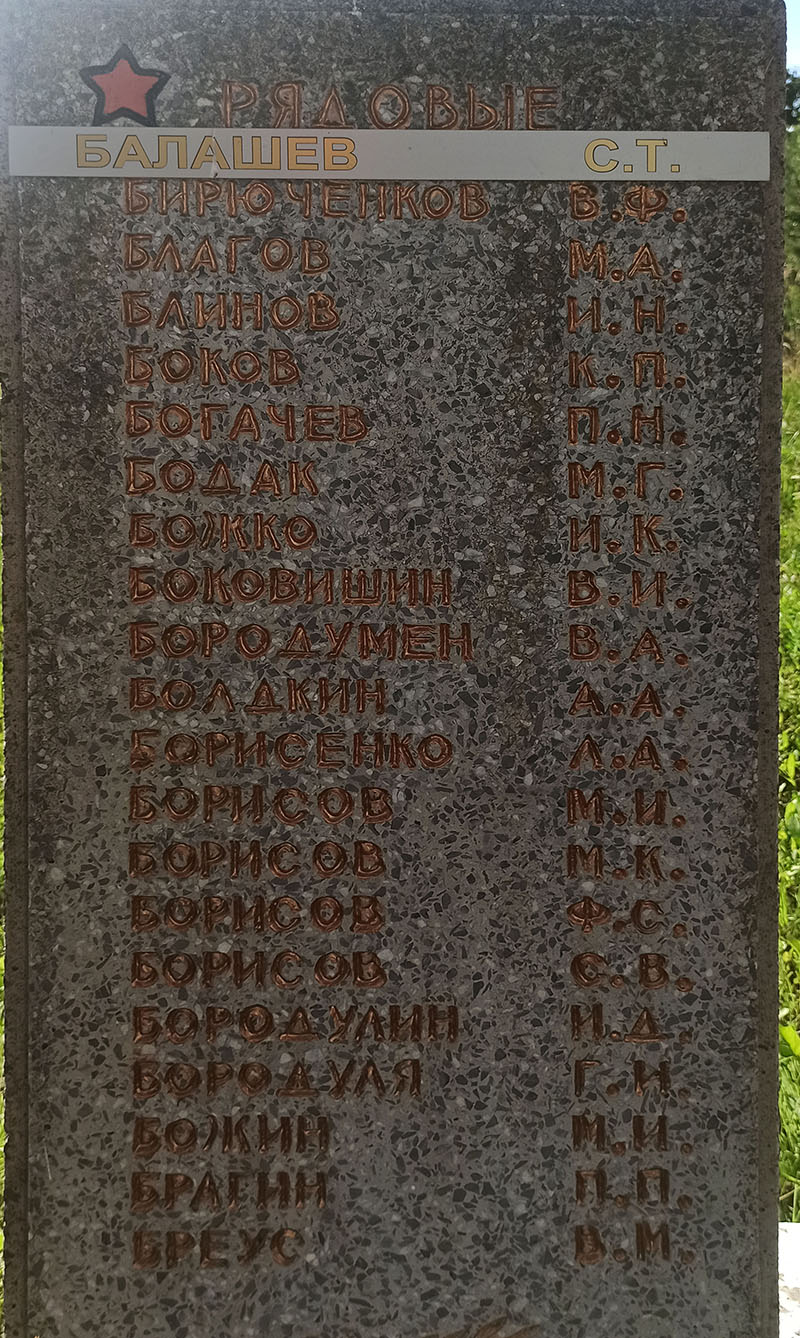 РЯДОВЫЕ
БАЛАШЕВ С.Т.
БИРЮЧЕНКОВ В.Ф.
БЛАГОВ М.А.
БЛИНОВ И.Н.
БОКОВ К.П.
БОГАЧЕВ П.Н.
БОДАК М.Г.
БОЖКО И.К.
БОКОВИШИН В.И.
БОРОДУМЕН В.А.
БОЛДКИН А.А.
БОРИСЕНКО Л.А.
БОРИСОВ М.И.
БОРИСОВ М.К.
БОРИСОВ Ф.С.
БОРИСОВ С.В.
БОРОДУЛИН И.Д.
БОРОДУЛЯ Г.И.
БОЖИН М.И.
БРАГИН П.П.
БРЕУС В.М.